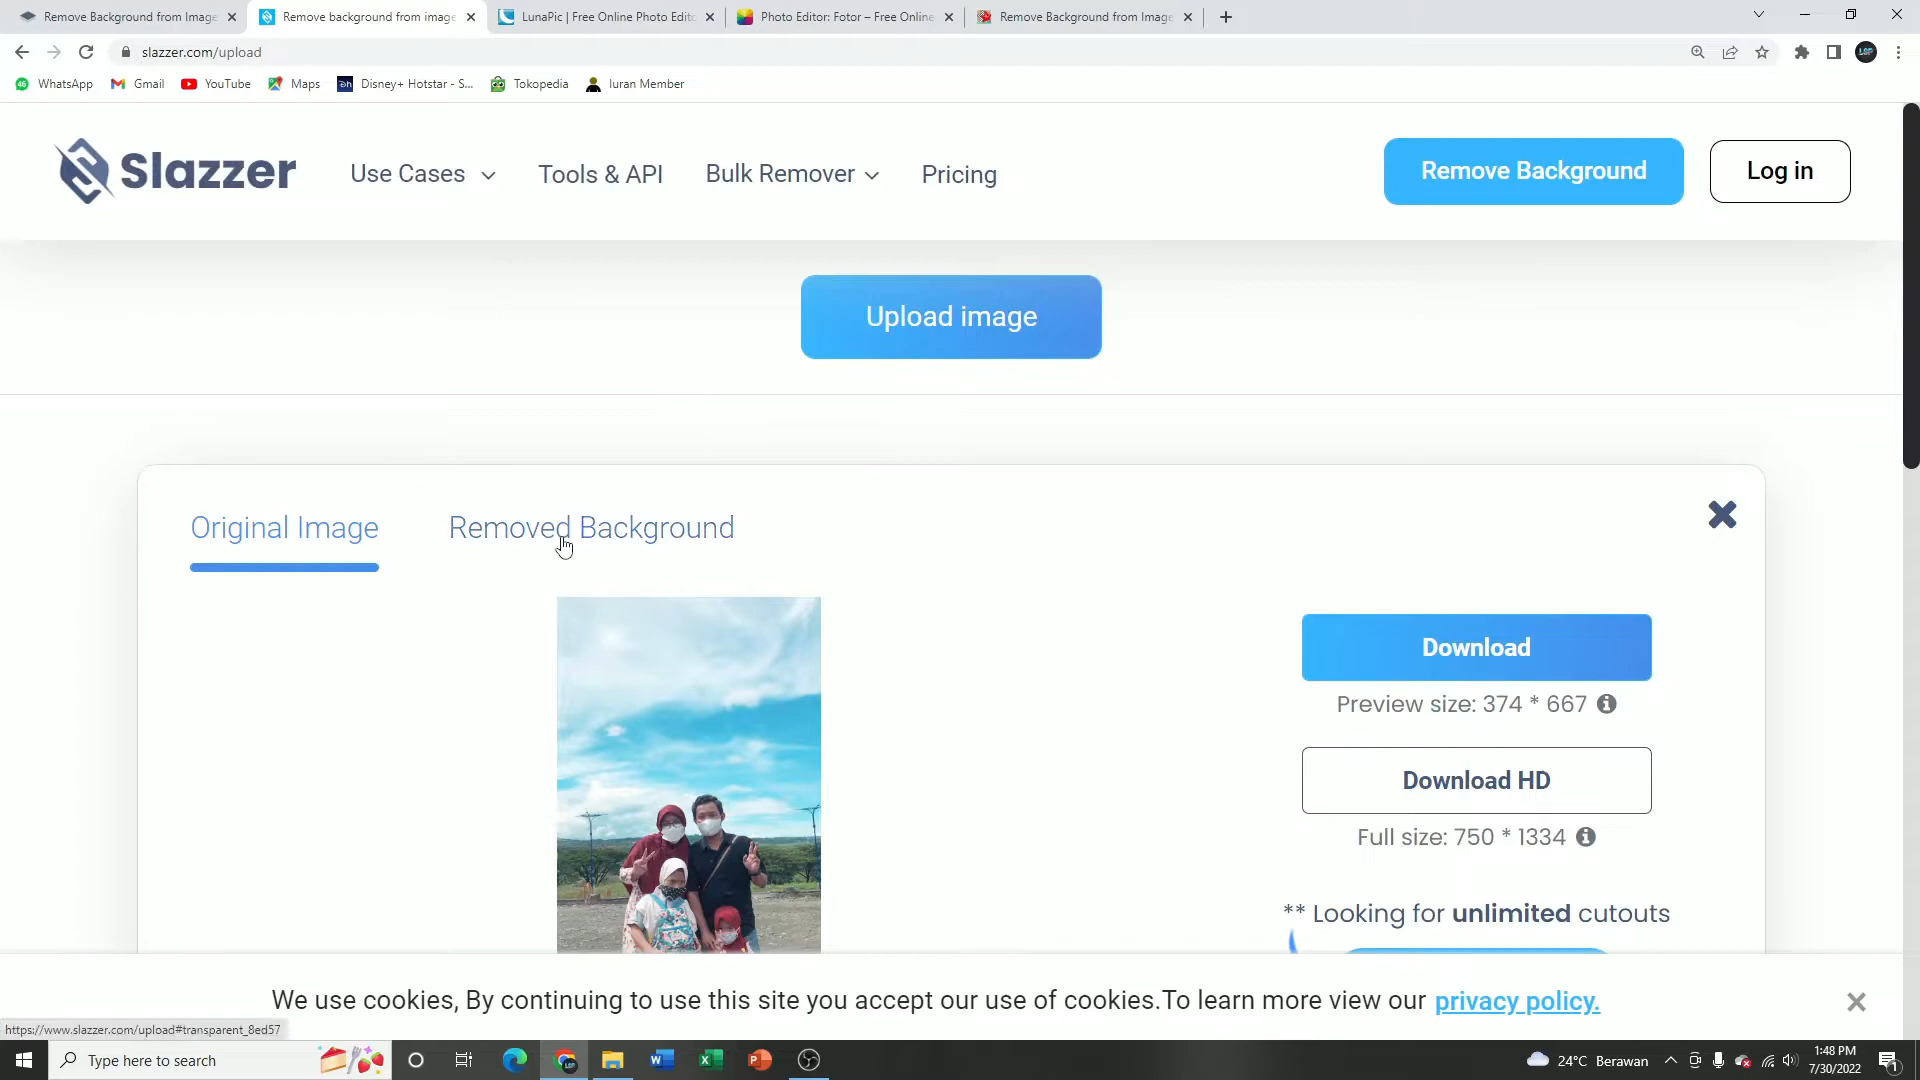 Remove Background from Image
Remove background from image
LunaPic | Free Online Photo Edito
Photo Editor: Fotor – Free Online
Remove Background from Image,
slazzer.com/upload
WhatsApp
Gmail
YouTube
Maps
Disney+ Hotstar - S...
Tokopedia
Iuran Member
Slazzer
Use Cases
Tools & API
Bulk Remover
Pricing
Remove Background
Log in
Upload image
Original Image
Removed Background
Download
Preview size: 374 * 667
Download HD
Full size: 750 * 1334
** Looking for unlimited cutouts
We use cookies, By continuing to use this site you accept our use of cookies.To learn more view our privacy policy.
https://www.slazzer.com/upload#transparent_8ed57
Type here to search
24°C Berawan
1:48 PM
7/30/2022